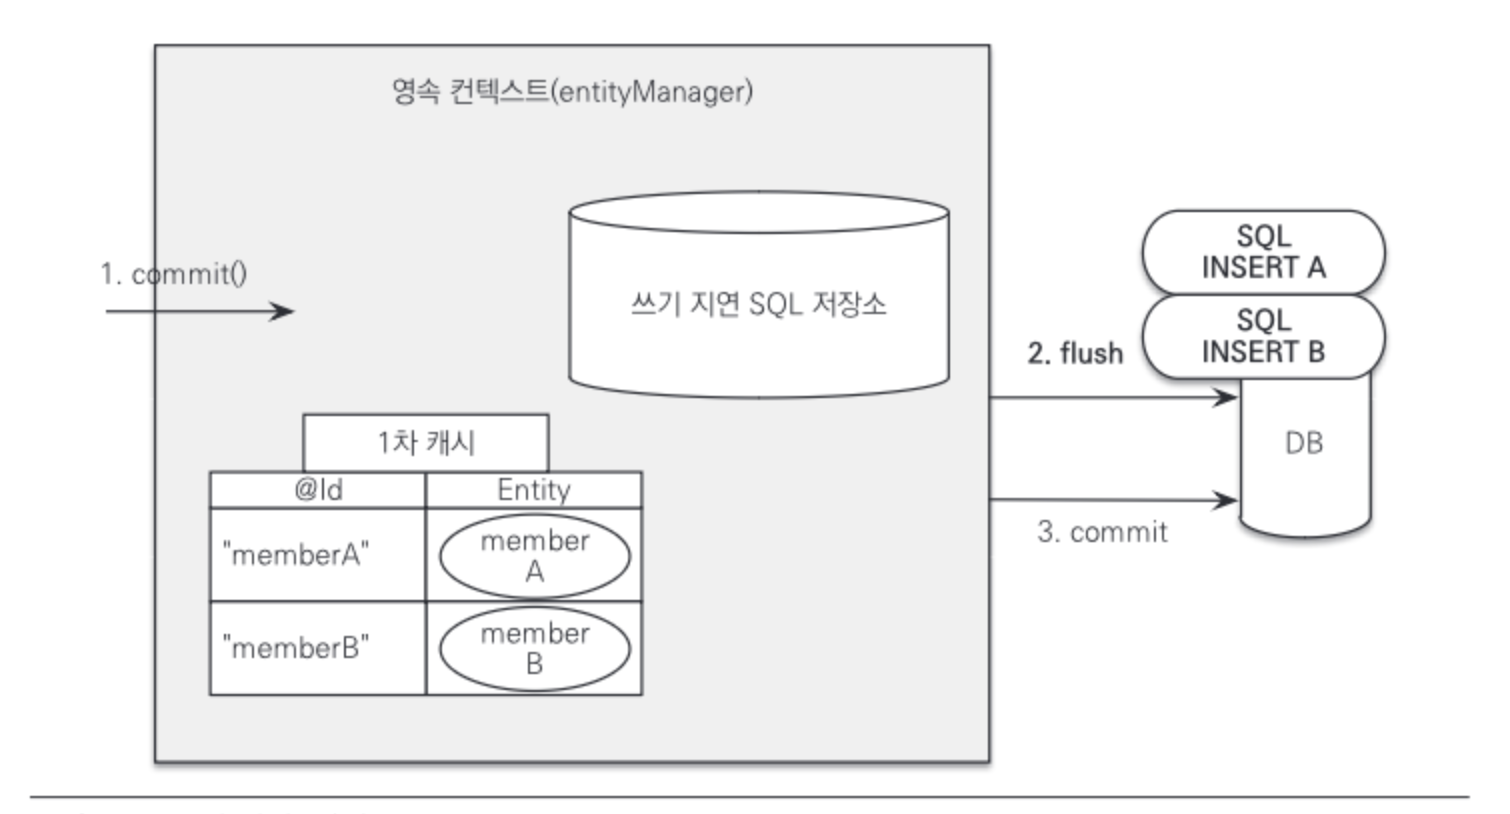 영속 컨텍스트(entityManager)
1. commit()
쓰기 지연 SQL 저장소
SQL
INSERT A
SQL
INSERT B
2. flush
DB
3. commit
1차 캐시
@Id
Entity
"memberA"
member
A
"memberB"
member
B